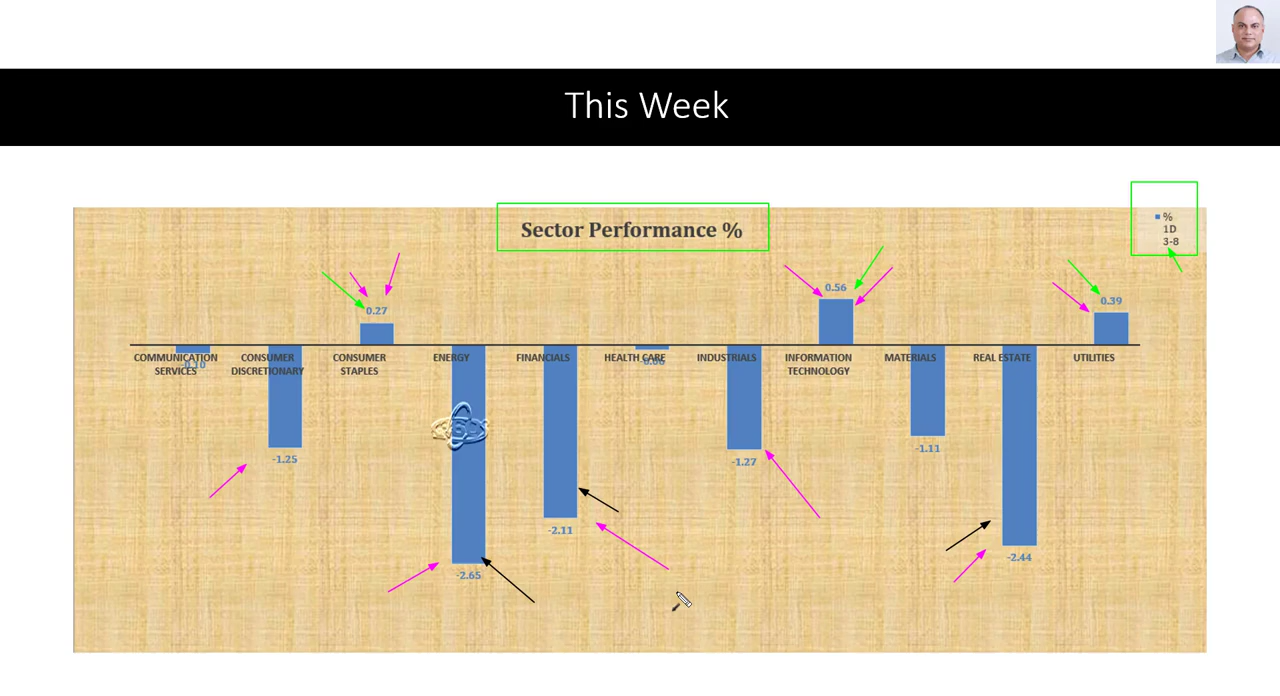 This Week
Sector Performance %
%
1D
3-8
0.27
0.56
0.39
COMMUNICATION SERVICES
CONSUMER DISCRETIONARY
CONSUMER STAPLES
ENERGY
FINANCIALS
HEALTH CARE
INDUSTRIALS
INFORMATION TECHNOLOGY
MATERIALS
REAL ESTATE
UTILITIES
-0.10
-1.25
-2.65
-2.11
-1.27
-1.11
-2.44